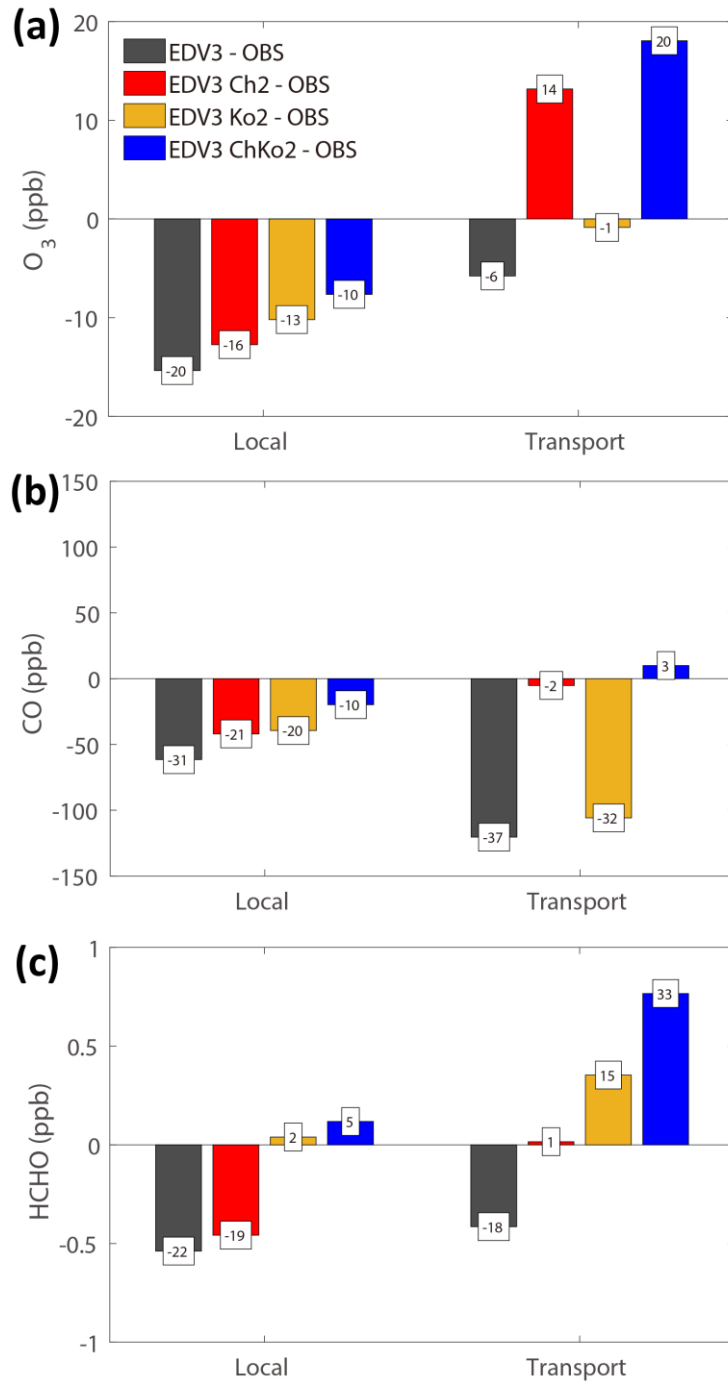 (a)
20
10
0
-10
-20
O3 (ppb)
EDV3 - OBS
EDV3 Ch2 - OBS
EDV3 Ko2 - OBS
EDV3 ChKo2 - OBS
-20
-16
-13
-10
-6
14
-1
20
Local
Transport
(b)
150
100
50
0
-50
-100
-150
CO (ppb)
-31
-21
-20
-10
-37
-2
-32
3
Local
Transport
(c)
1
0.5
0
-0.5
-1
HCHO (ppb)
-22
-19
2
5
-18
1
15
33
Local
Transport